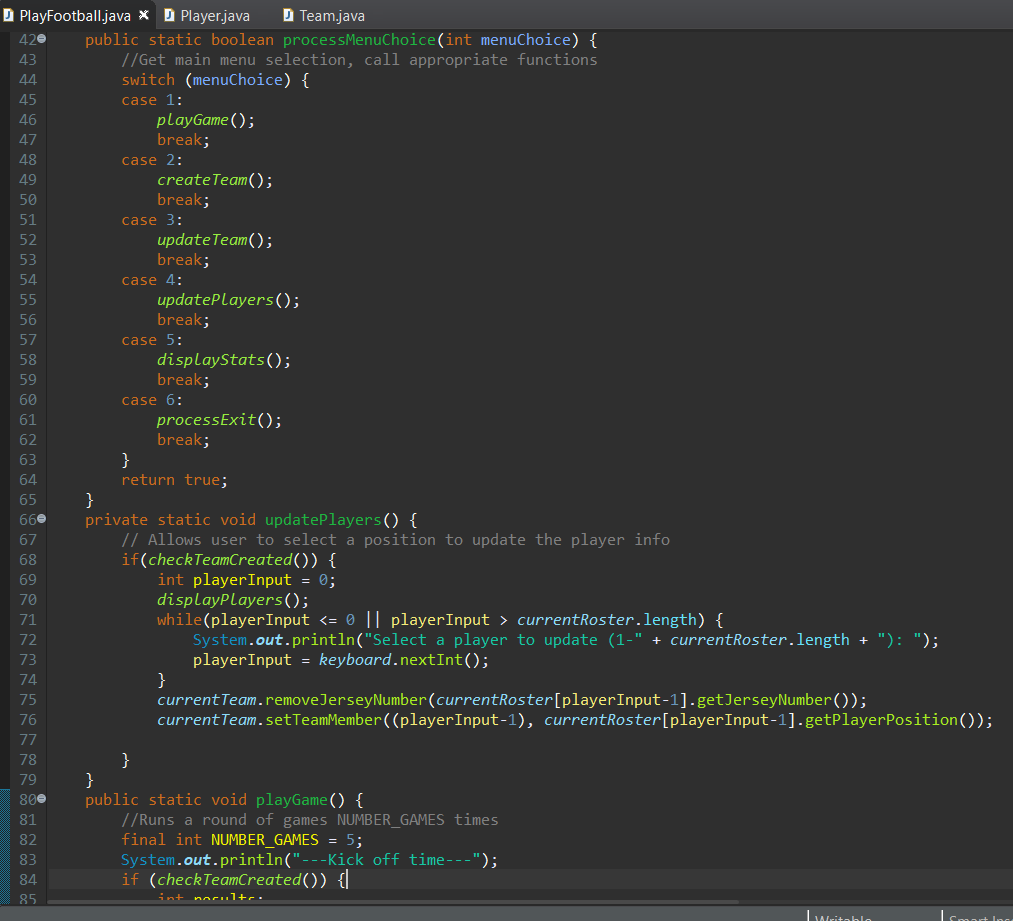 PlayFootball.java Player.java Team.java
42 public static boolean processMenuChoice(int menuChoice) {
43 //Get main menu selection, call appropriate functions
44 switch (menuChoice) {
45 case 1:
46 playGame();
47 break;
48 case 2:
49 createTeam();
50 break;
51 case 3:
52 updateTeam();
53 break;
54 case 4:
55 updatePlayers();
56 break;
57 case 5:
58 displayStats();
59 break;
60 case 6:
61 processExit();
62 break;
63 }
64 return true;
65 }
66 private static void updatePlayers() {
67 // Allows user to select a position to update the player info
68 if(checkTeamCreated()) {
69 int playerInput = 0;
70 displayPlayers();
71 while(playerInput <= 0 || playerInput > currentRoster.length) {
72 System.out.println("Select a player to update (1-" + currentRoster.length + "): ");
73 playerInput = keyboard.nextInt();
74 }
75 currentTeam.removeJerseyNumber(currentRoster[playerInput-1].getJerseyNumber());
76 currentTeam.setTeamMember((playerInput-1), currentRoster[playerInput-1].getPlayerPosition());
77
78 }
79 }
80 public static void playGame() {
81 //Runs a round of games NUMBER_GAMES times
82 final int NUMBER_GAMES = 5;
83 System.out.println("---Kick off time---");
84 if (checkTeamCreated()) {
85 int results;
Writable Smart Ins